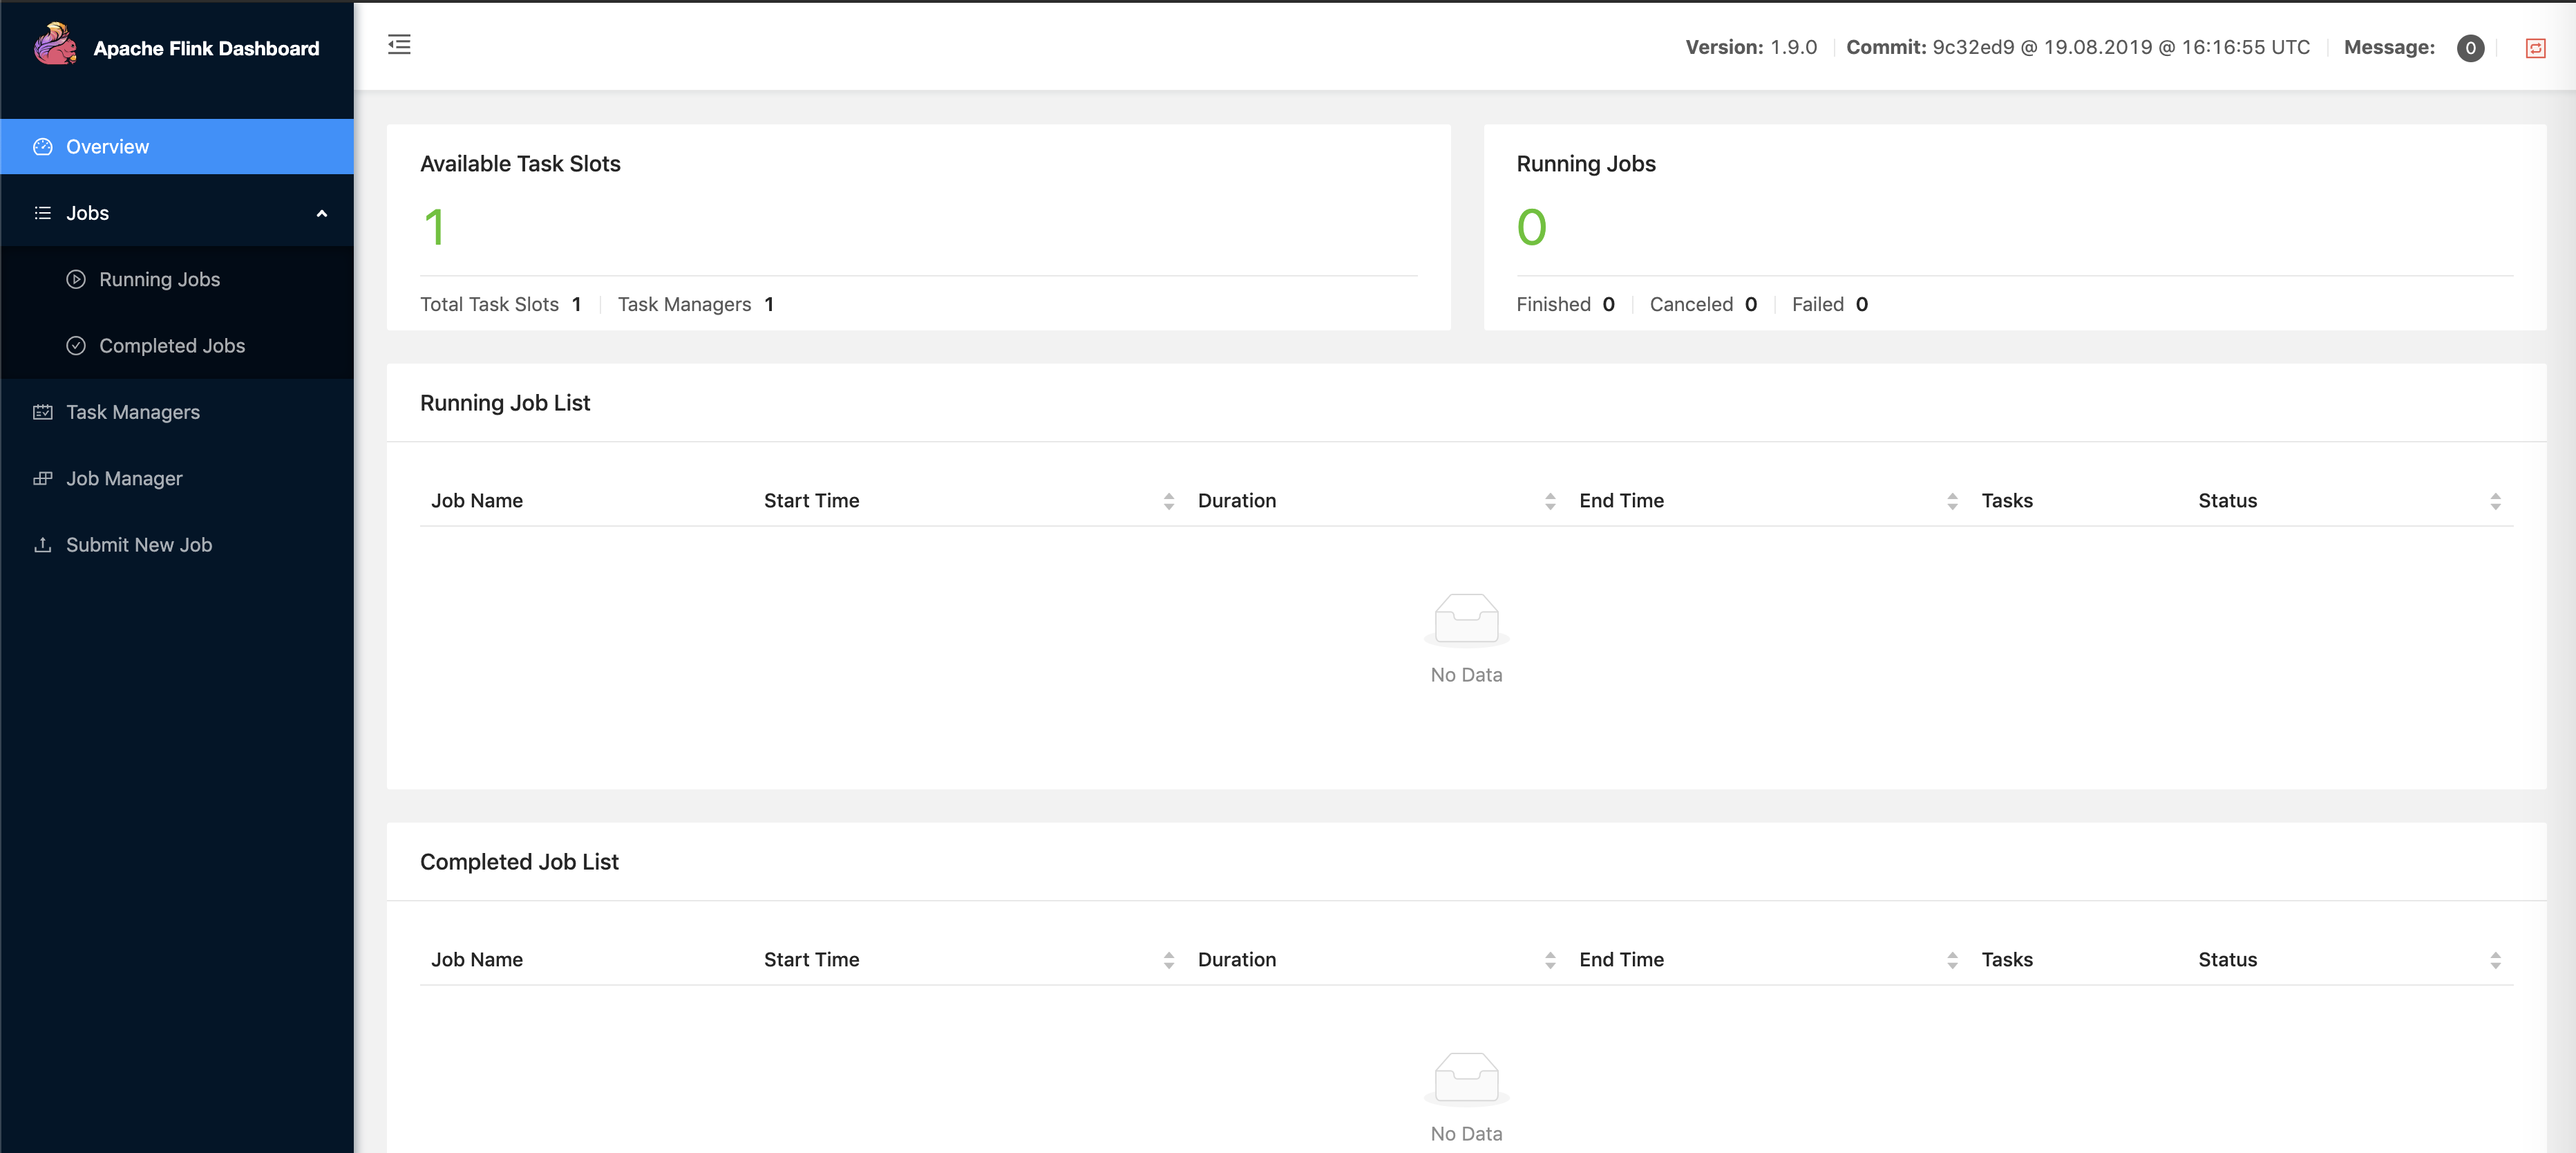 Apache Flink Dashboard
Version: 1.9.0 Commit: 9c32ed9 @ 19.08.2019 @ 16:16:55 UTC Message: 0
Overview
Jobs
Running Jobs
Completed Jobs
Task Managers
Job Manager
Submit New Job
Available Task Slots
1
Total Task Slots 1 Task Managers 1
Running Jobs
0
Finished 0 Canceled 0 Failed 0
Running Job List
Job Name Start Time Duration End Time Tasks Status
No Data
Completed Job List
Job Name Start Time Duration End Time Tasks Status
No Data